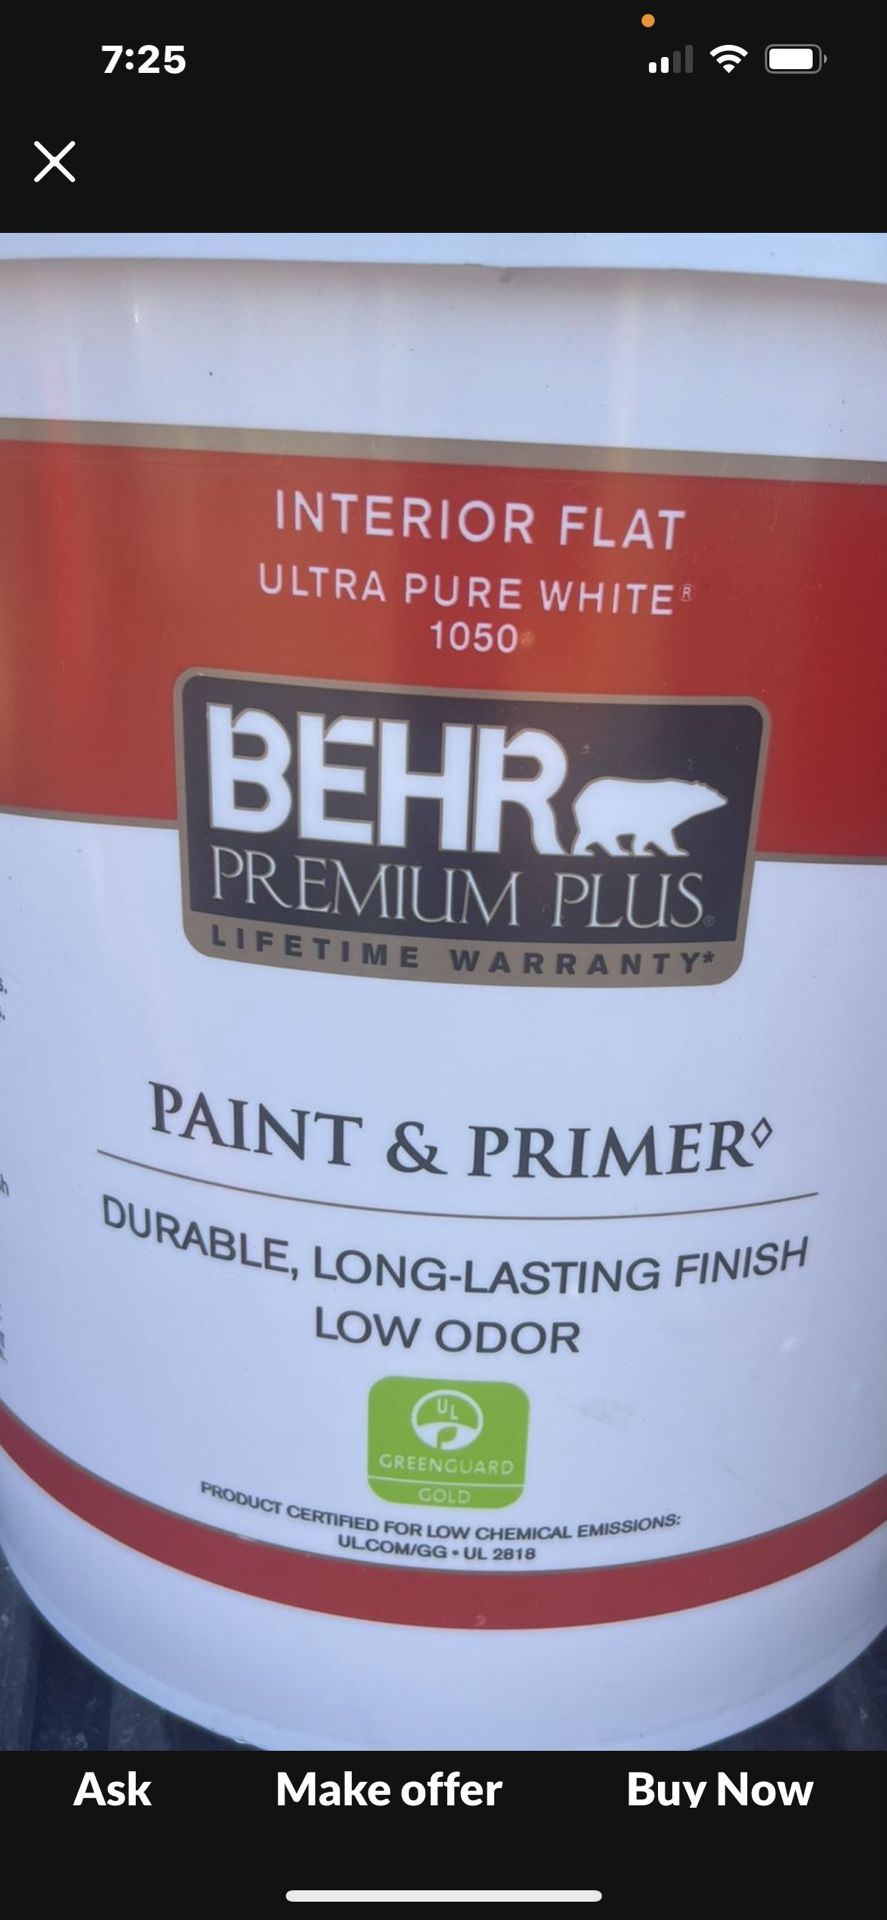 7:25
INTERIOR FLAT
ULTRA PURE WHITE®
1050
BEHR
PREMIUM PLUS®
LIFETIME WARRANTY*
PAINT & PRIMER◊
DURABLE, LONG-LASTING FINISH
LOW ODOR
UL
GREENGUARD
GOLD
PRODUCT CERTIFIED FOR LOW CHEMICAL EMISSIONS:
UL.COM/GG • UL 2818
Ask
Make offer
Buy Now